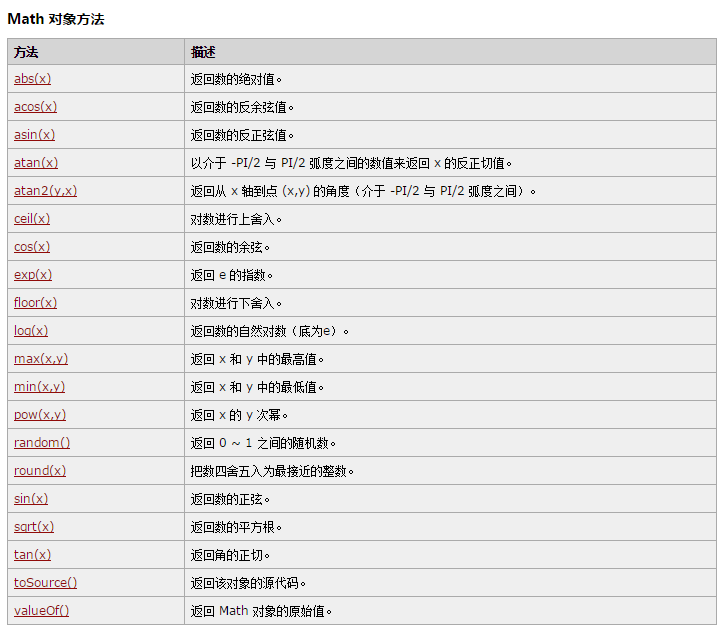 Math 对象方法
方法 描述
abs(x) 返回数的绝对值。
acos(x) 返回数的反余弦值。
asin(x) 返回数的反正弦值。
atan(x) 以介于 -PI/2 与 PI/2 弧度之间的数值来返回 x 的反正切值。
atan2(y,x) 返回从 x 轴到点 (x,y) 的角度（介于 -PI/2 与 PI/2 弧度之间）。
ceil(x) 对数进行上舍入。
cos(x) 返回数的余弦。
exp(x) 返回 e 的指数。
floor(x) 对数进行下舍入。
log(x) 返回数的自然对数（底为e）。
max(x,y) 返回 x 和 y 中的最高值。
min(x,y) 返回 x 和 y 中的最低值。
pow(x,y) 返回 x 的 y 次幂。
random() 返回 0 ~ 1 之间的随机数。
round(x) 把数四舍五入为最接近的整数。
sin(x) 返回数的正弦。
sqrt(x) 返回数的平方根。
tan(x) 返回角的正切。
toSource() 返回该对象的源代码。
valueOf() 返回 Math 对象的原始值。